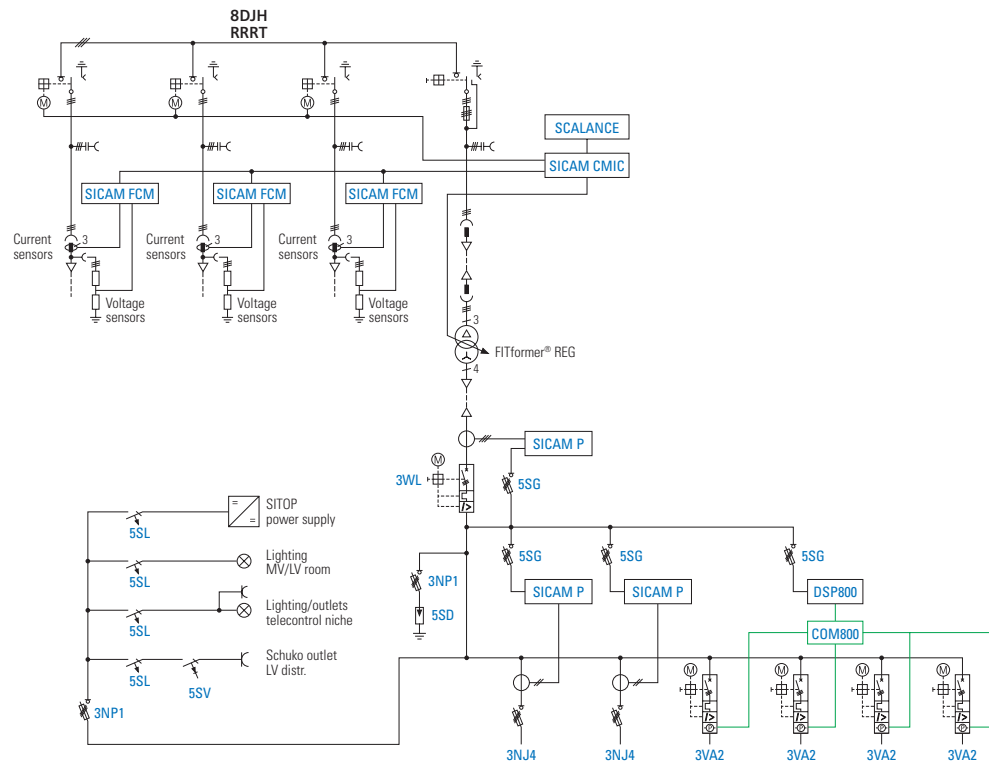 8DJH
RRRT
M
M
M
SCALANCE
SICAM CMIC
SICAM FCM
SICAM FCM
SICAM FCM
Current
sensors
3
Current
sensors
3
Current
sensors
3
Voltage
sensors
Voltage
sensors
Voltage
sensors
3
FITformer® REG
4
SICAM P
M
3WL
I>
5SG
SITOP
power supply
5SL
Lighting
MV/LV room
5SL
Lighting/outlets
telecontrol niche
5SL
Schuko outlet
LV distr.
5SL
5SV
3NP1
3NP1
5SD
5SG
5SG
5SG
SICAM P
SICAM P
DSP800
COM800
M
M
M
M
I>
I>
I>
I>
P
P
P
P
3NJ4
3NJ4
3VA2
3VA2
3VA2
3VA2